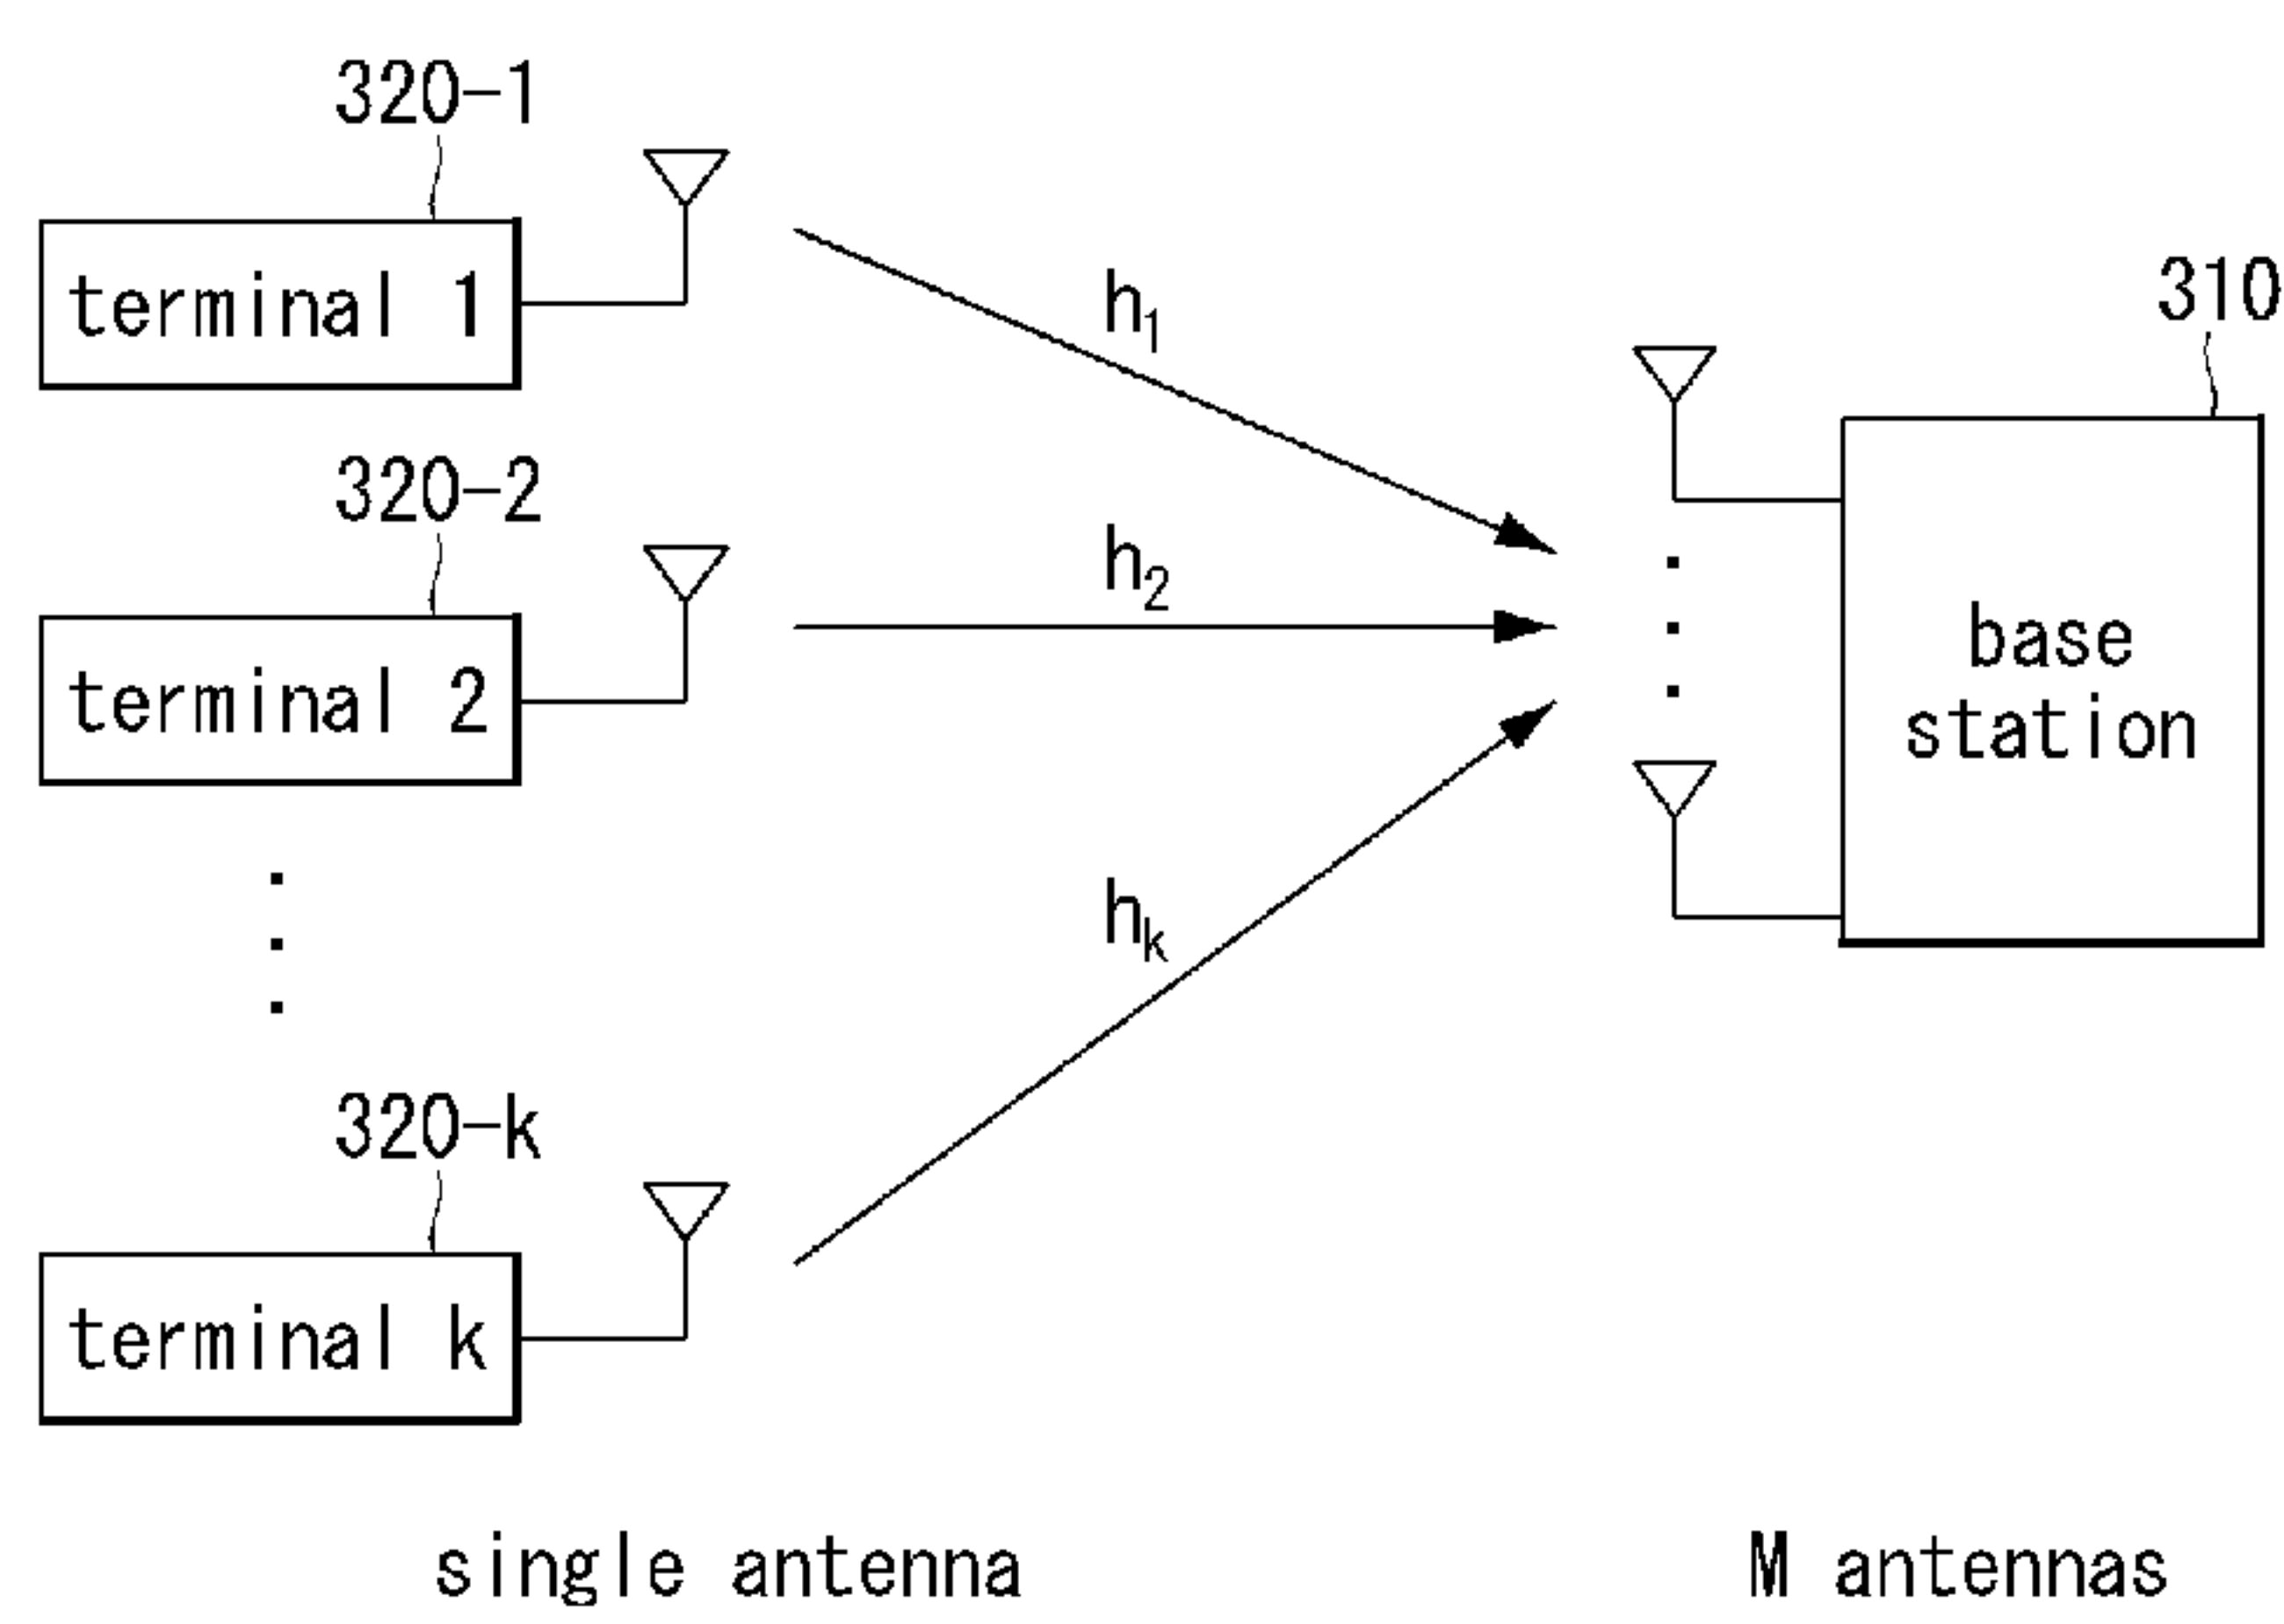 320-1
terminal 1
h1
310
320-2
terminal 2
h2
base
station
hk
320-k
terminal k
single antenna
M antennas